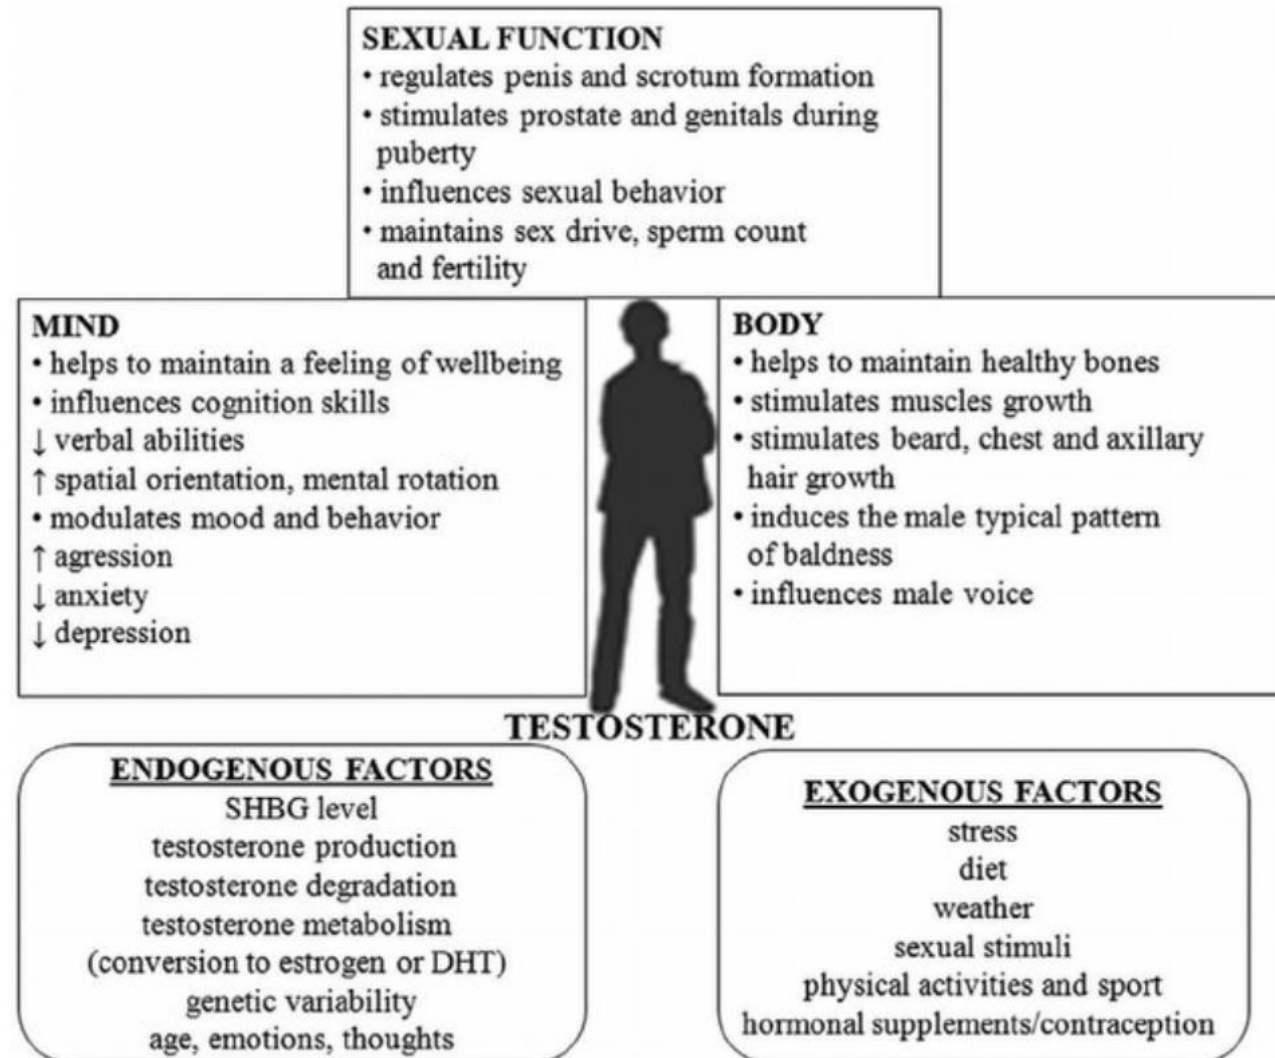 SEXUAL FUNCTION
• regulates penis and scrotum formation
• stimulates prostate and genitals during
puberty
• influences sexual behavior
• maintains sex drive, sperm count
and fertility
MIND
• helps to maintain a feeling of wellbeing
• influences cognition skills
↓ verbal abilities
↑ spatial orientation, mental rotation
• modulates mood and behavior
↑ agression
↓ anxiety
↓ depression
BODY
• helps to maintain healthy bones
• stimulates muscles growth
• stimulates beard, chest and axillary
hair growth
• induces the male typical pattern
of baldness
• influences male voice
TESTOSTERONE
ENDOGENOUS FACTORS
SHBG level
testosterone production
testosterone degradation
testosterone metabolism
(conversion to estrogen or DHT)
genetic variability
age, emotions, thoughts
EXOGENOUS FACTORS
stress
diet
weather
sexual stimuli
physical activities and sport
hormonal supplements/contraception